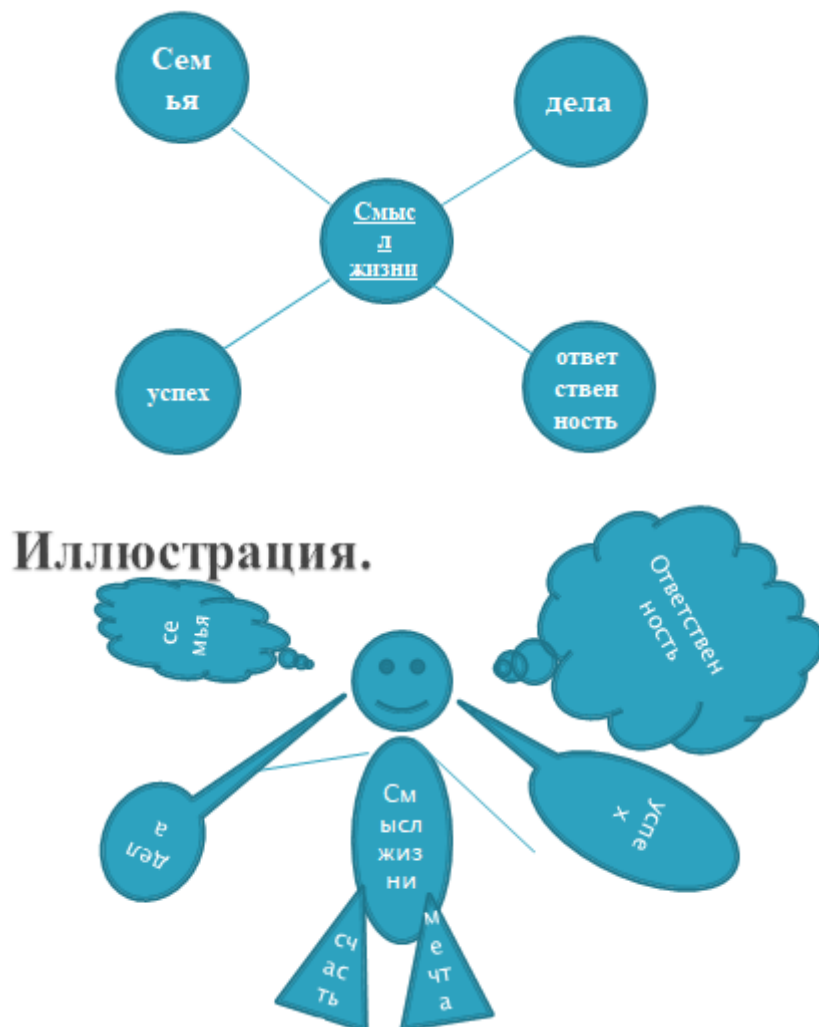 Сем
ья
дела
Смыс
л
жизни
успех
ответ
ствен
ность
Иллюстрация.
се
мья
Ответствен
ность
дел
а
См
ысл
жиз
ни
успе
х
сч
ас
ть
м
е
чт
а